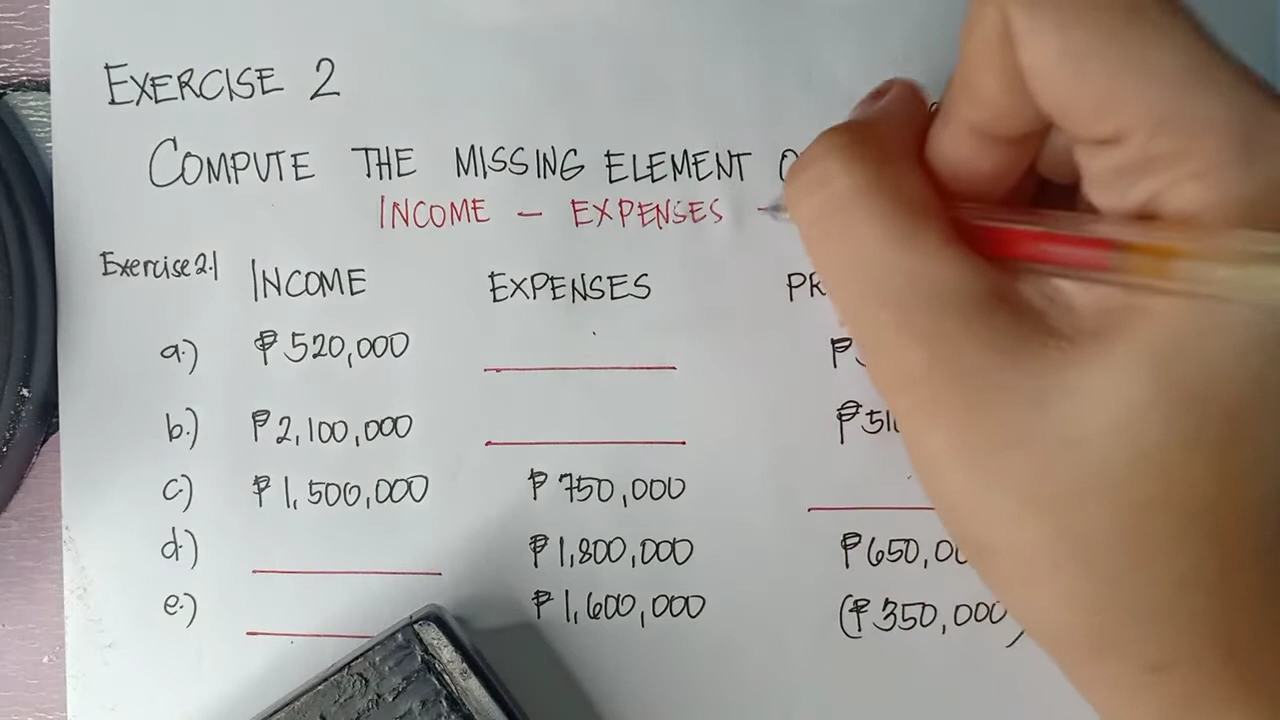 EXERCISE 2
COMPUTE THE MISSING ELEMENT
INCOME - EXPENSES
Exercise 2.1 INCOME EXPENSES
a.) ₱520,000
b.) ₱2,100,000
c.) ₱1,500,000 ₱750,000
d.) ₱1,800,000
e.) ₱1,600,000 (₱350,000)